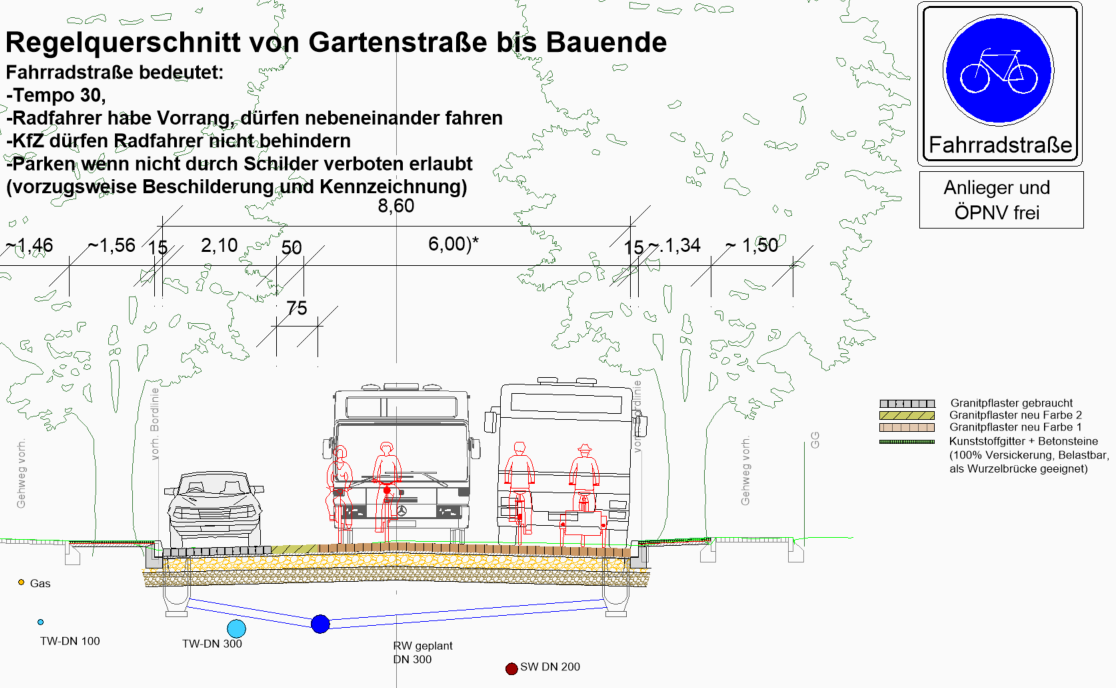 Regelquerschnitt von Gartenstraße bis Bauende
Fahrradstraße bedeutet:
-Tempo 30,
-Radfahrer habe Vorrang, dürfen nebeneinander fahren
-KfZ dürfen Radfahrer nicht behindern
-Parken wenn nicht durch Schilder verboten erlaubt
(vorzugsweise Beschilderung und Kennzeichnung)
Fahrradstraße
Anlieger und
ÖPNV frei
8,60
~1,46 ~1,56 15 2,10 50 6,00)* 15 ~.1,34 ~ 1,50
75
Gehweg vorh.
vorh. Bordlinie
vorh. Bordlinie
Gehweg vorh.
GG
Granitpflaster gebraucht
Granitpflaster neu Farbe 2
Granitpflaster neu Farbe 1
Kunststoffgitter + Betonsteine
(100% Versickerung, Belastbar,
als Wurzelbrücke geeignet)
Gas
TW-DN 100
TW-DN 300
RW geplant
DN 300
SW DN 200